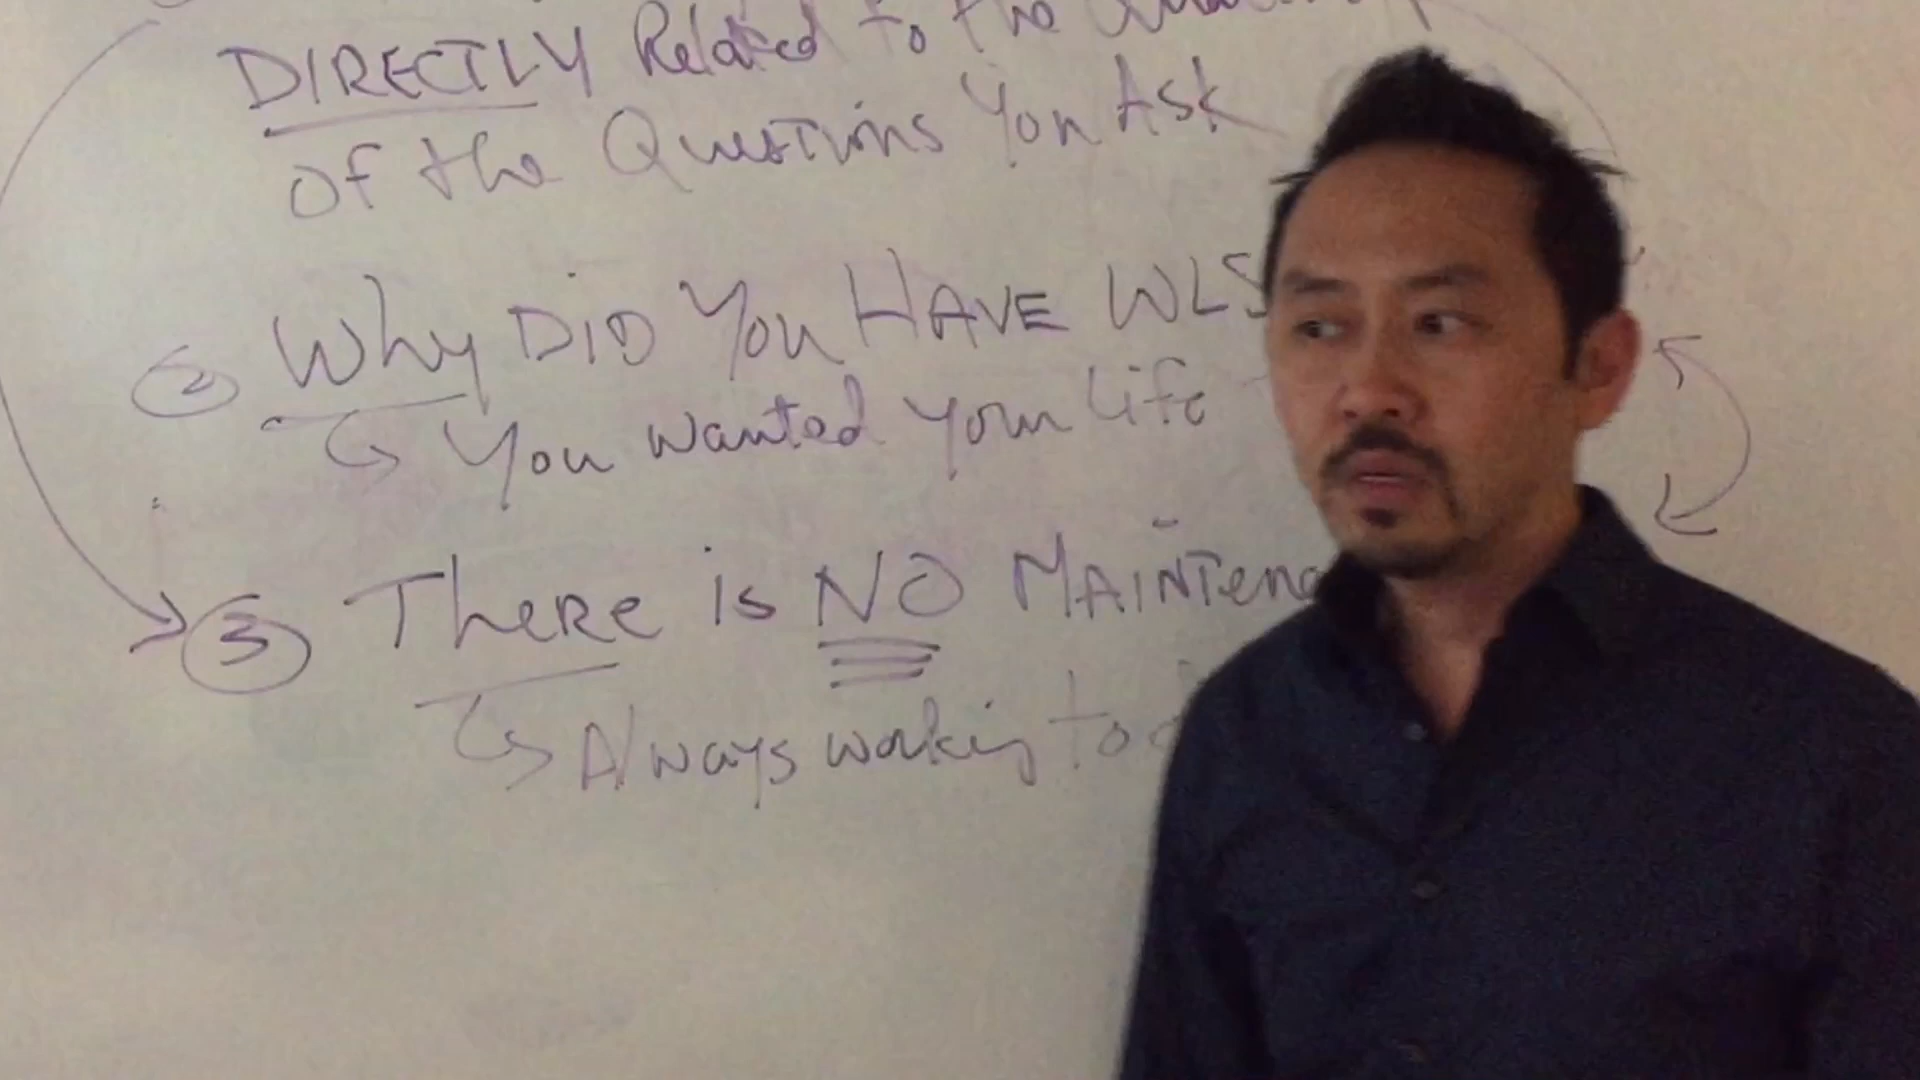 DIRECTLY Related to the
of the Questions You Ask
2 Why DID You HAVE WLS
You wanted your life
3 There is NO MAINTENA
Always working to